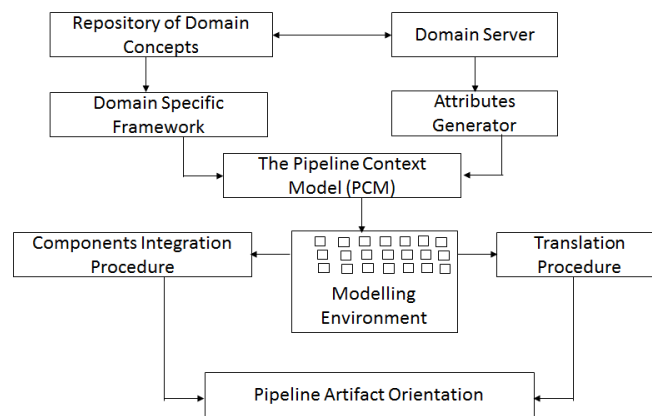 Repository of Domain
Concepts
Domain Server
Domain Specific
Framework
Attributes
Generator
The Pipeline Context
Model (PCM)
Components Integration
Procedure
Modelling
Environment
Translation
Procedure
Pipeline Artifact Orientation